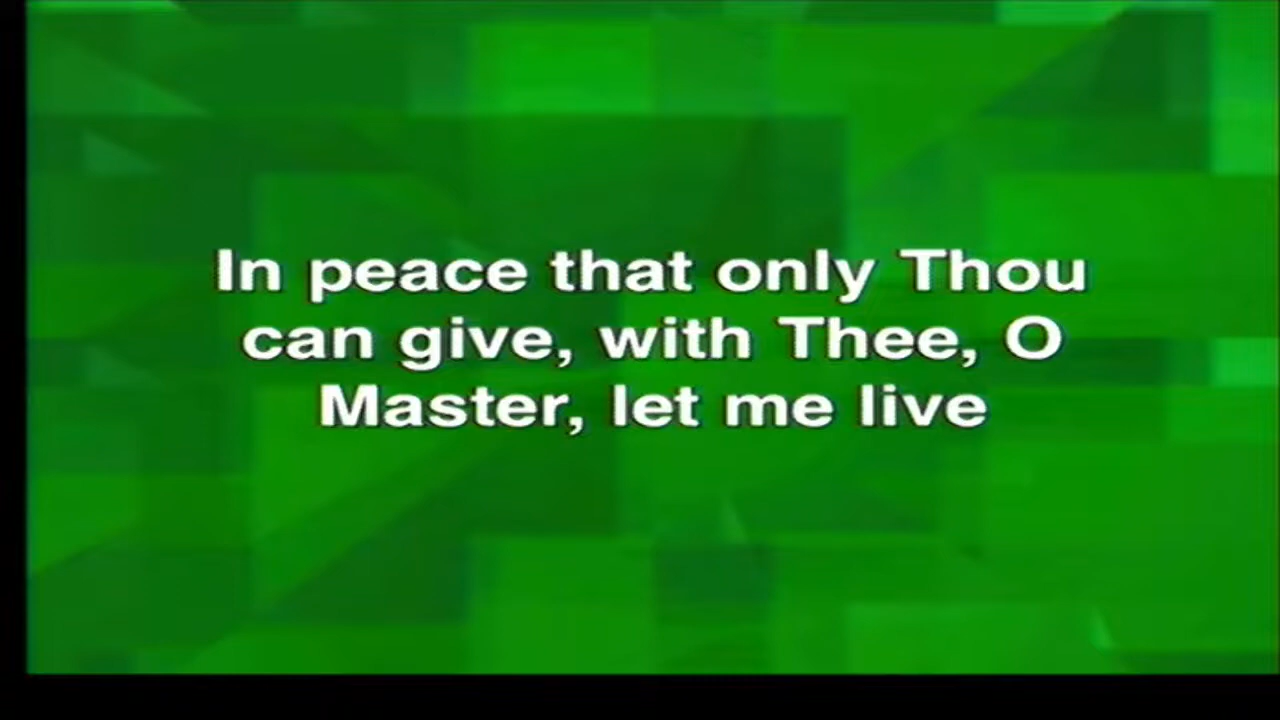 In peace that only Thou
can give, with Thee, O
Master, let me live